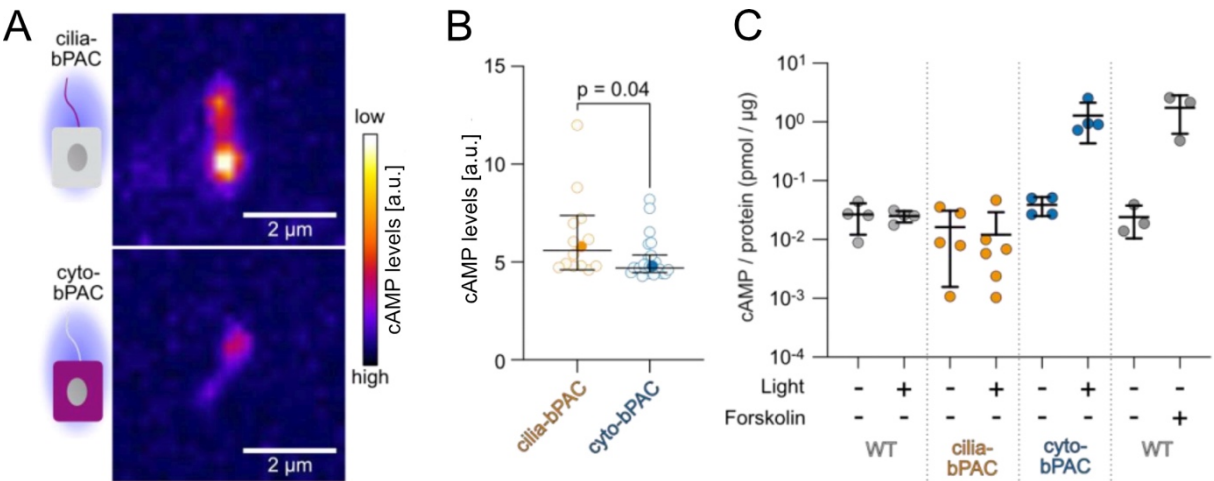 A
cilia-
bPAC
2 µm
cyto-
bPAC
2 µm
low
cAMP levels [a.u.]
high
B
15
10
5
0
cAMP levels [a.u.]
p = 0.04
cilia-bPAC
cyto-bPAC
C
10¹
10⁰
10⁻¹
10⁻²
10⁻³
10⁻⁴
cAMP / protein (pmol / µg)
Light - + - + - + - -
Forskolin - - - - - - - +
WT
cilia-
bPAC
cyto-
bPAC
WT